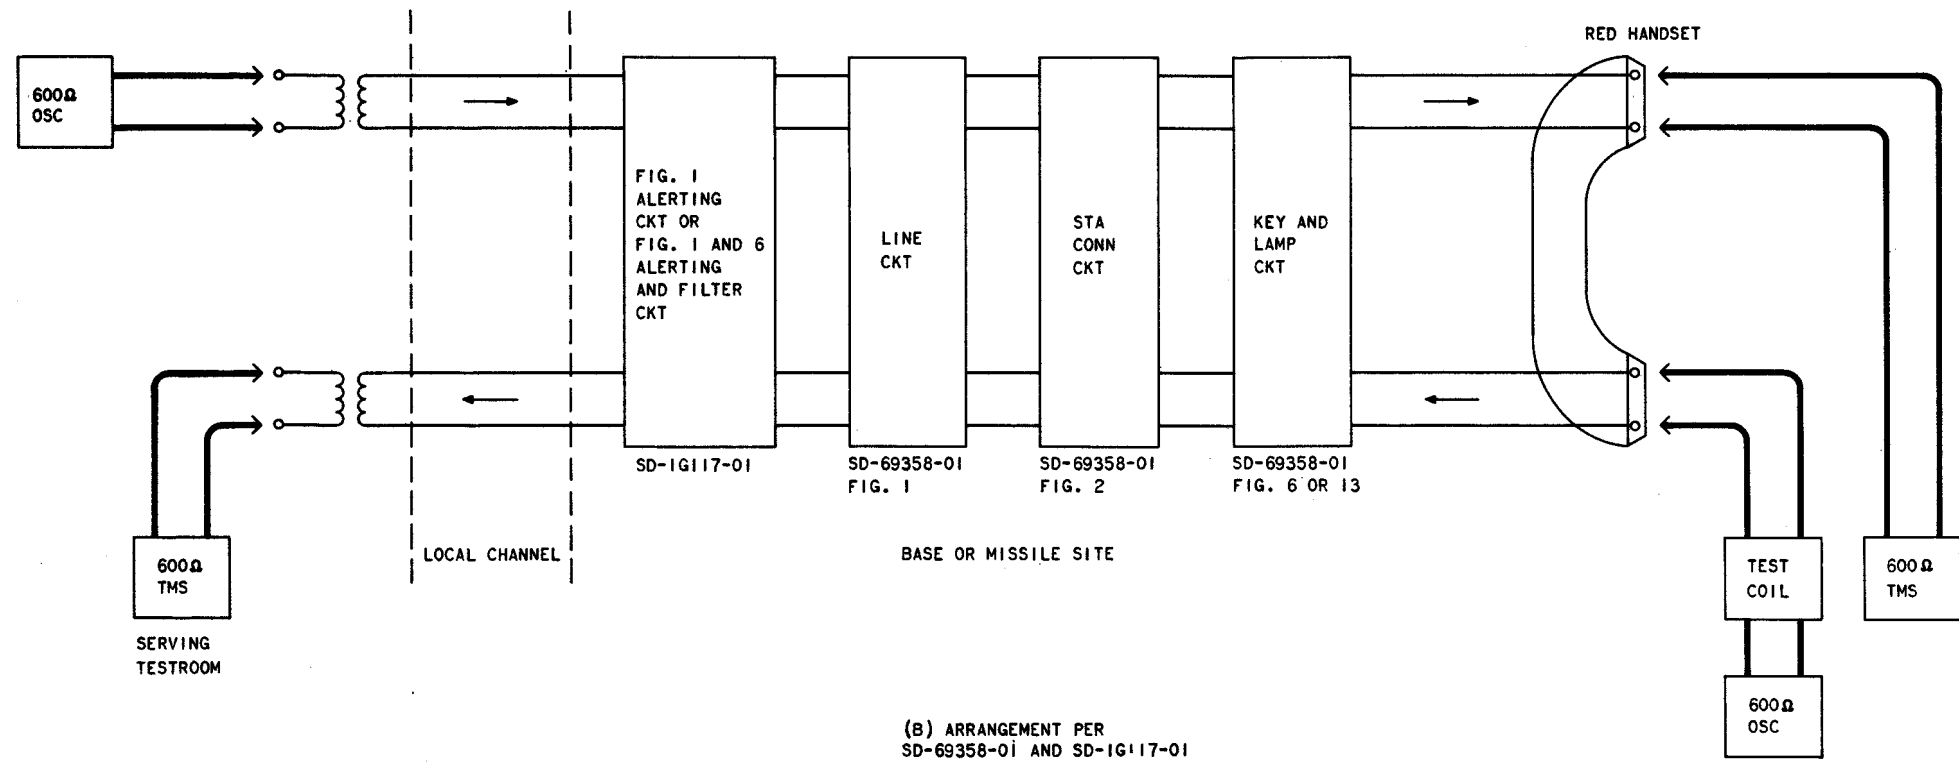 RED HANDSET
600Ω
OSC
FIG. 1
ALERTING
CKT OR
FIG. 1 AND 6
ALERTING
AND FILTER
CKT
LINE
CKT
STA
CONN
CKT
KEY AND
LAMP
CKT
SD-1G117-01
SD-69358-01
FIG. 1
SD-69358-01
FIG. 2
SD-69358-01
FIG. 6 OR 13
600Ω
TMS
SERVING
TESTROOM
LOCAL CHANNEL
BASE OR MISSILE SITE
TEST
COIL
600Ω
TMS
600Ω
OSC
(B) ARRANGEMENT PER
SD-69358-01 AND SD-1G117-01